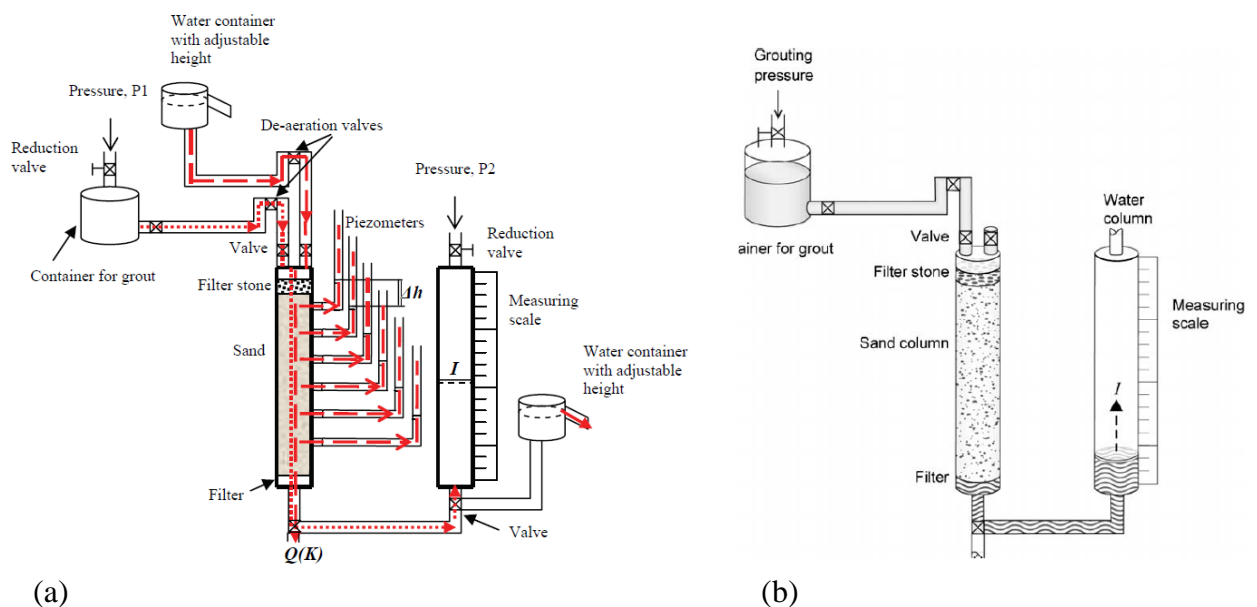 Water container
with adjustable
height
Pressure, P1
De-aeration valves
Reduction
valve
Pressure, P2
Piezometers
Valve
Reduction
valve
Container for grout
Filter stone
Δh
Measuring
scale
Sand
I
Water container
with adjustable
height
Filter
Valve
Q(K)
(a)
Grouting
pressure
Water
column
Valve
ainer for grout
Filter stone
Measuring
scale
Sand column
I
Filter
(b)